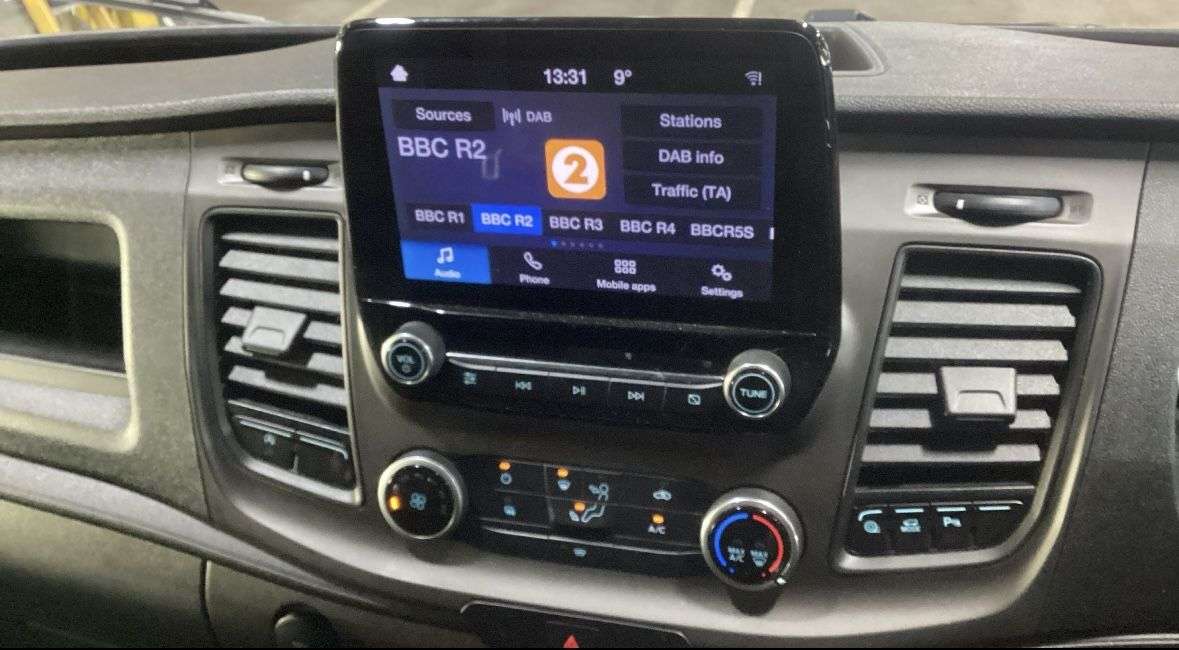 13:31 9°
Sources DAB
Stations
BBC R2
2
DAB info
Traffic (TA)
BBC R1 BBC R2 BBC R3 BBC R4 BBCR5S
Audio Phone Mobile apps Settings
VOL
TUNE
A/C
MAX A/C MAX